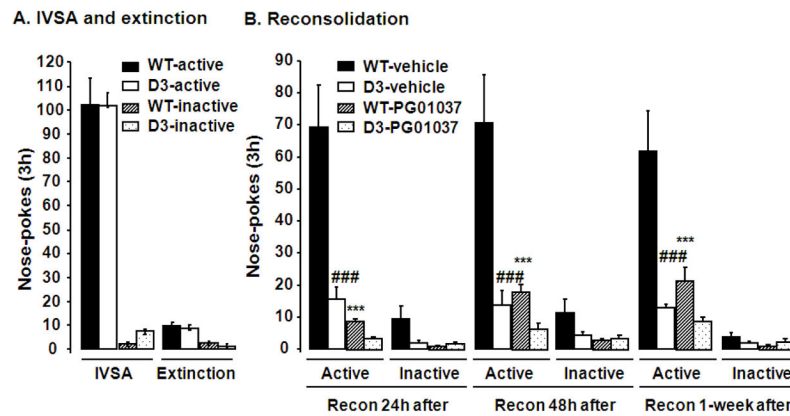 A. IVSA and extinction
B. Reconsolidation
Nose-pokes (3h)
120
110
100
90
80
70
60
50
40
30
20
10
0
WT-active
D3-active
WT-inactive
D3-inactive
IVSA Extinction
Nose-pokes (3h)
90
80
70
60
50
40
30
20
10
0
WT-vehicle
D3-vehicle
WT-PG01037
D3-PG01037
###
***
###
***
###
***
Active Inactive Active Inactive Active Inactive
Recon 24h after Recon 48h after Recon 1-week after